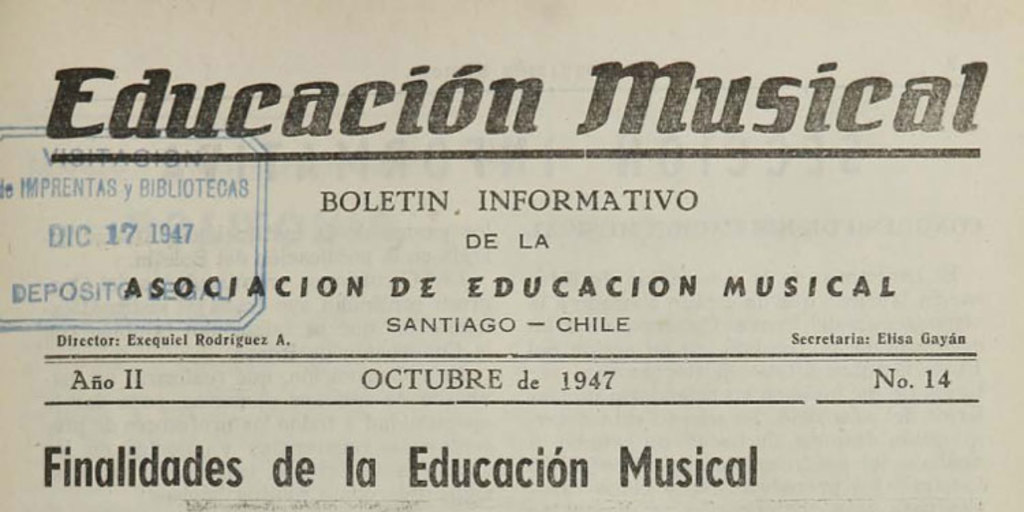 Educación Musical
VISITACION
de IMPRENTAS y BIBLIOTECAS
DIC 17 1947
DEPOSITO LEGAL
BOLETIN INFORMATIVO
DE LA
ASOCIACION DE EDUCACION MUSICAL
SANTIAGO — CHILE
Director: Exequiel Rodríguez A.
Secretaria: Elisa Gayán
Año II
OCTUBRE de 1947
No. 14
Finalidades de la Educación Musical